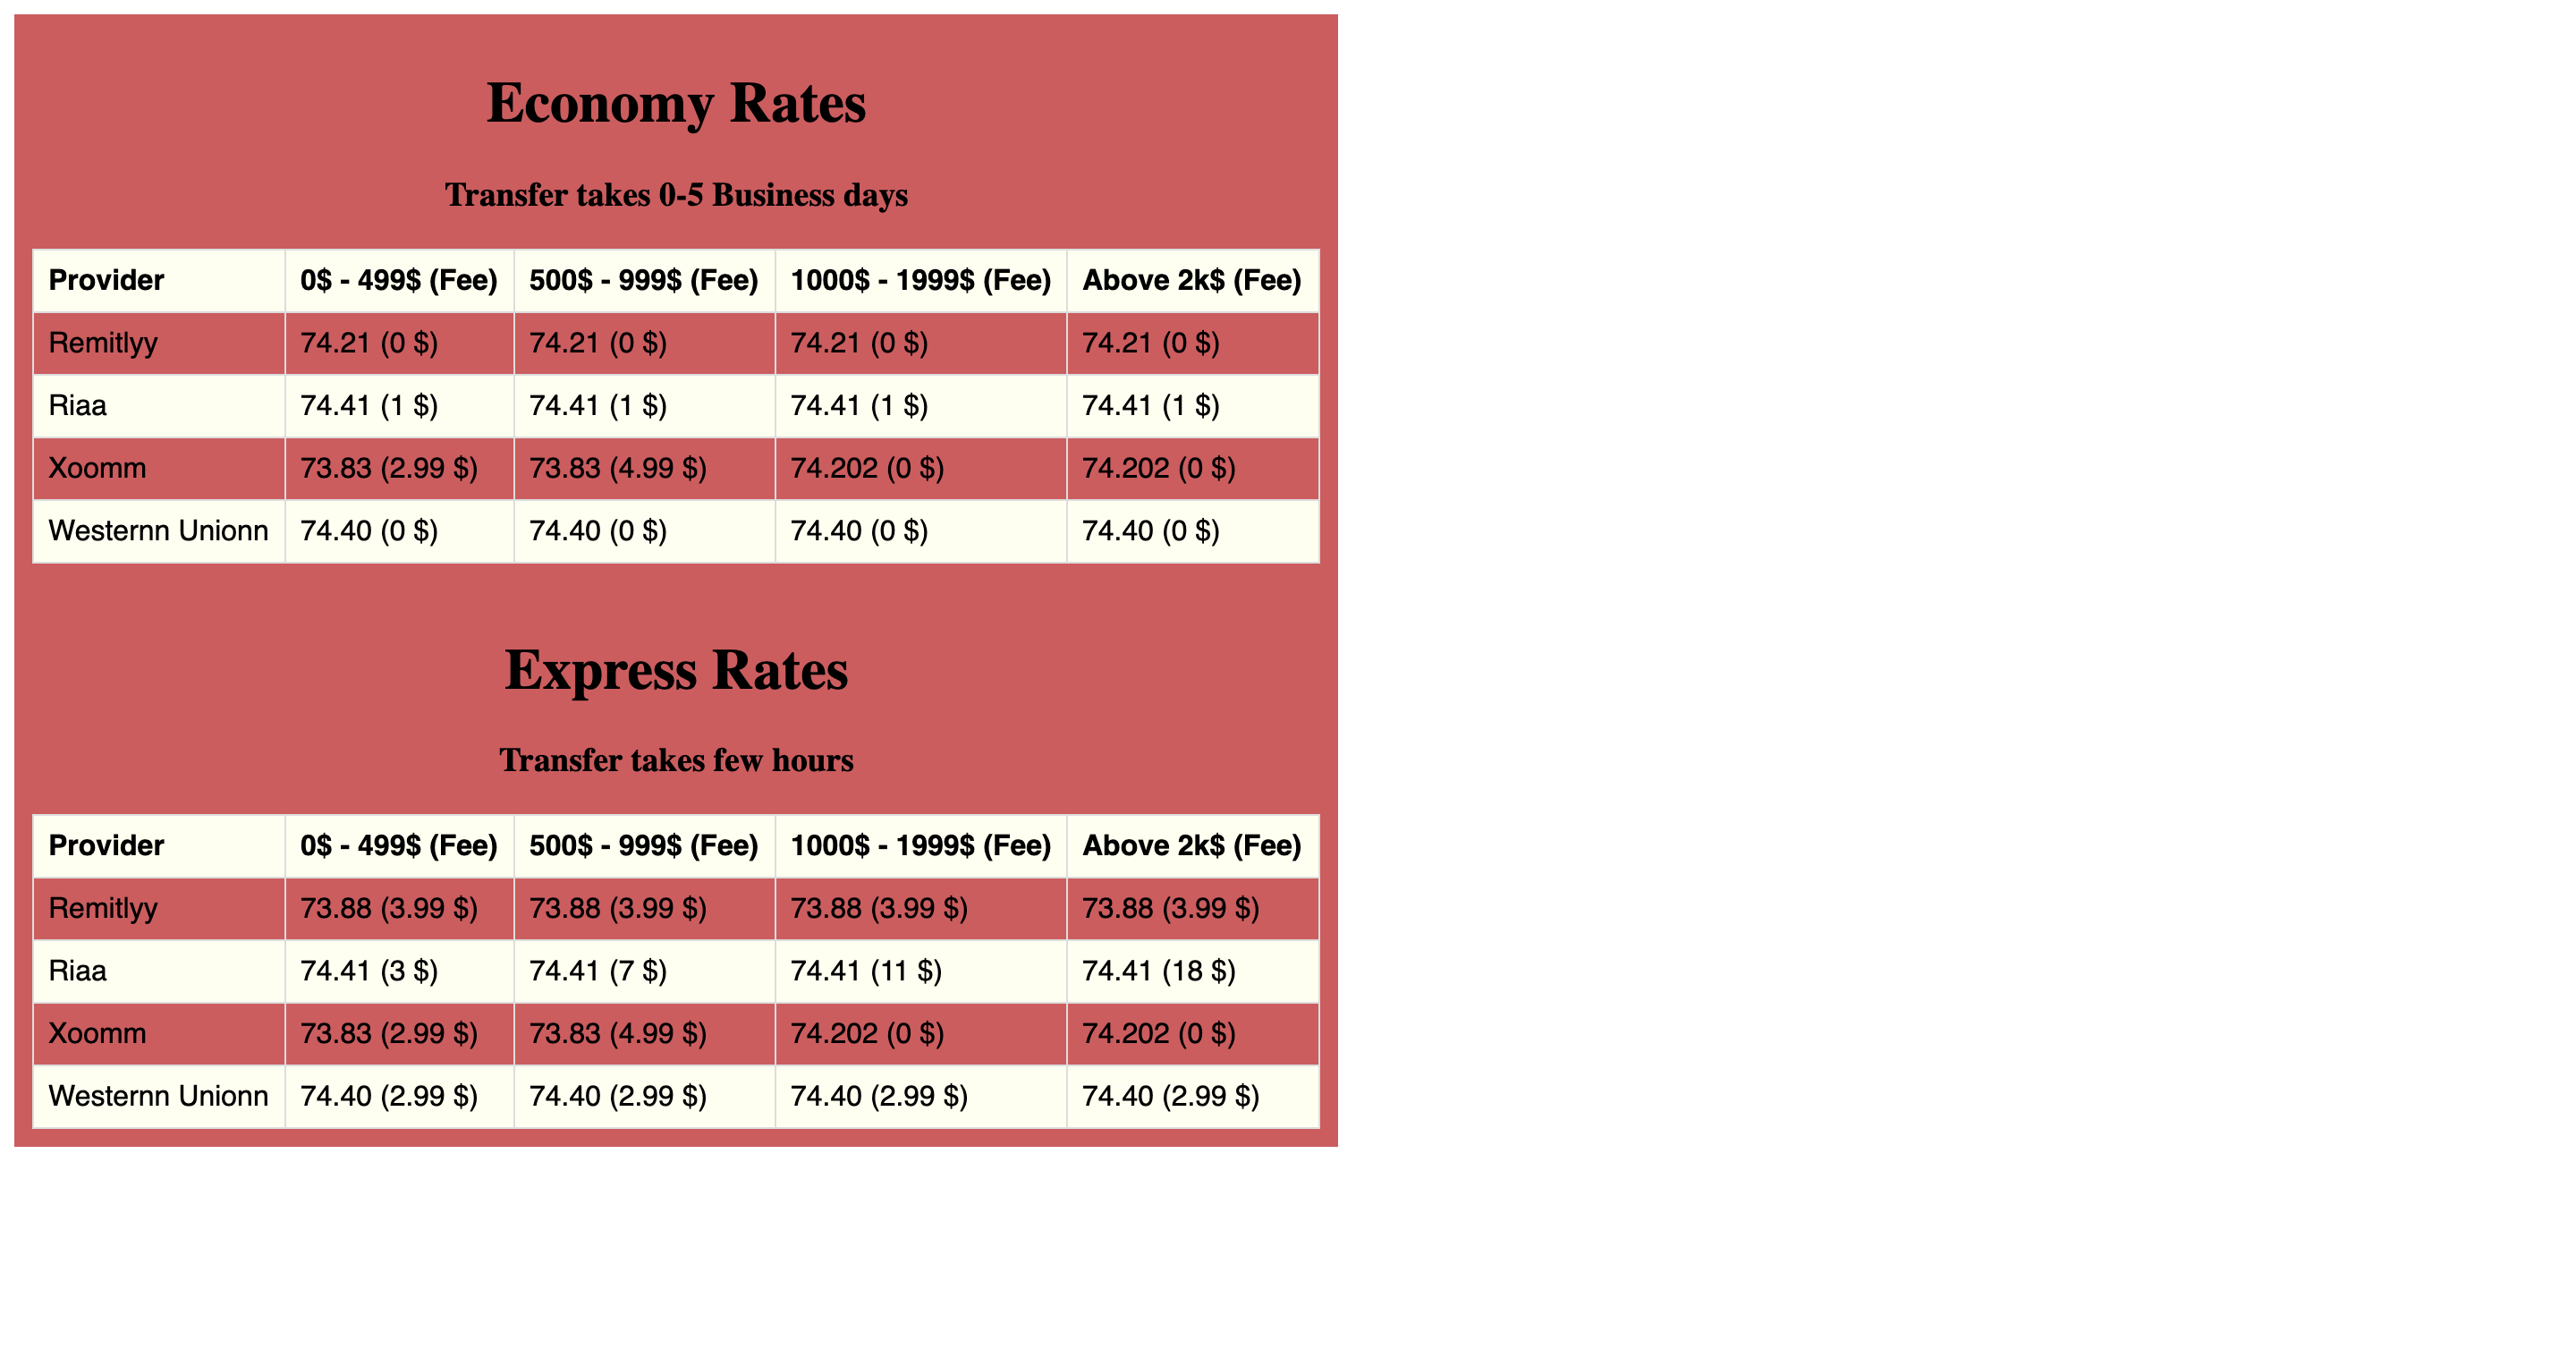 Economy Rates
Transfer takes 0-5 Business days
Provider 0$ - 499$ (Fee) 500$ - 999$ (Fee) 1000$ - 1999$ (Fee) Above 2k$ (Fee)
Remitlyy 74.21 (0 $) 74.21 (0 $) 74.21 (0 $) 74.21 (0 $)
Riaa 74.41 (1 $) 74.41 (1 $) 74.41 (1 $) 74.41 (1 $)
Xoomm 73.83 (2.99 $) 73.83 (4.99 $) 74.202 (0 $) 74.202 (0 $)
Westernn Unionn 74.40 (0 $) 74.40 (0 $) 74.40 (0 $) 74.40 (0 $)
Express Rates
Transfer takes few hours
Provider 0$ - 499$ (Fee) 500$ - 999$ (Fee) 1000$ - 1999$ (Fee) Above 2k$ (Fee)
Remitlyy 73.88 (3.99 $) 73.88 (3.99 $) 73.88 (3.99 $) 73.88 (3.99 $)
Riaa 74.41 (3 $) 74.41 (7 $) 74.41 (11 $) 74.41 (18 $)
Xoomm 73.83 (2.99 $) 73.83 (4.99 $) 74.202 (0 $) 74.202 (0 $)
Westernn Unionn 74.40 (2.99 $) 74.40 (2.99 $) 74.40 (2.99 $) 74.40 (2.99 $)